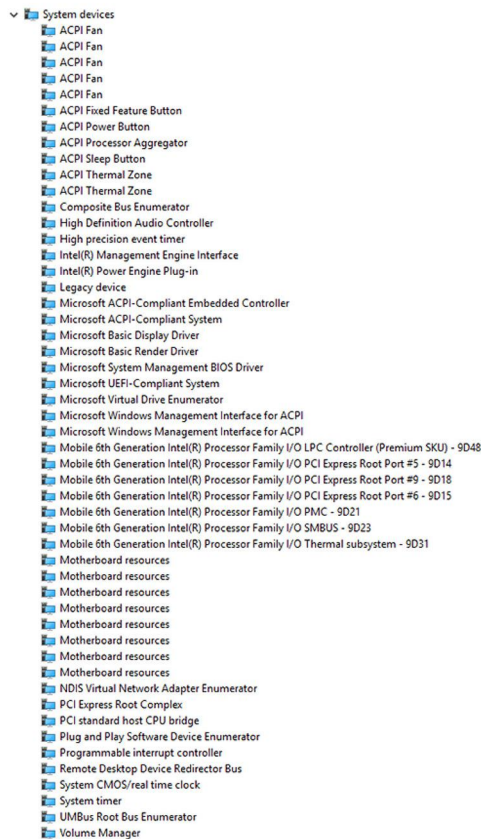 System devices
ACPI Fan
ACPI Fan
ACPI Fan
ACPI Fan
ACPI Fan
ACPI Fixed Feature Button
ACPI Power Button
ACPI Processor Aggregator
ACPI Sleep Button
ACPI Thermal Zone
ACPI Thermal Zone
Composite Bus Enumerator
High Definition Audio Controller
High precision event timer
Intel(R) Management Engine Interface
Intel(R) Power Engine Plug-in
Legacy device
Microsoft ACPI-Compliant Embedded Controller
Microsoft ACPI-Compliant System
Microsoft Basic Display Driver
Microsoft Basic Render Driver
Microsoft System Management BIOS Driver
Microsoft UEFI-Compliant System
Microsoft Virtual Drive Enumerator
Microsoft Windows Management Interface for ACPI
Microsoft Windows Management Interface for ACPI
Mobile 6th Generation Intel(R) Processor Family I/O LPC Controller (Premium SKU) - 9D48
Mobile 6th Generation Intel(R) Processor Family I/O PCI Express Root Port #5 - 9D14
Mobile 6th Generation Intel(R) Processor Family I/O PCI Express Root Port #9 - 9D18
Mobile 6th Generation Intel(R) Processor Family I/O PCI Express Root Port #6 - 9D15
Mobile 6th Generation Intel(R) Processor Family I/O PMC - 9D21
Mobile 6th Generation Intel(R) Processor Family I/O SMBUS - 9D23
Mobile 6th Generation Intel(R) Processor Family I/O Thermal subsystem - 9D31
Motherboard resources
Motherboard resources
Motherboard resources
Motherboard resources
Motherboard resources
Motherboard resources
Motherboard resources
Motherboard resources
NDIS Virtual Network Adapter Enumerator
PCI Express Root Complex
PCI standard host CPU bridge
Plug and Play Software Device Enumerator
Programmable interrupt controller
Remote Desktop Device Redirector Bus
System CMOS/real time clock
System timer
UMBus Root Bus Enumerator
Volume Manager